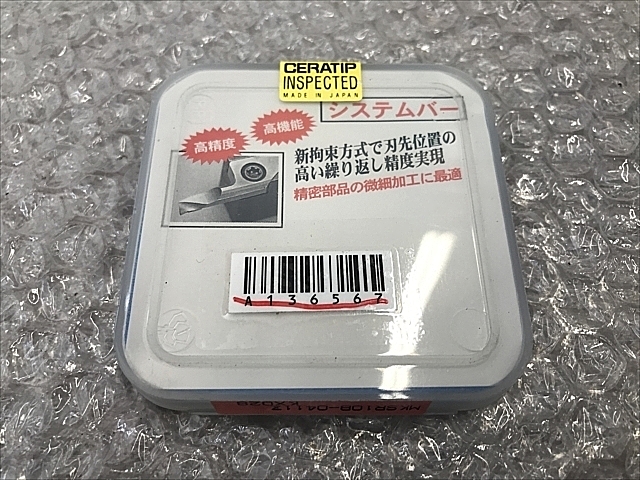 CERATIP
INSPECTED
MADE IN JAPAN
システムバー
高精度
高機能
新拘束方式で刃先位置の
高い繰り返し精度実現
精密部品の微細加工に最適
A136567